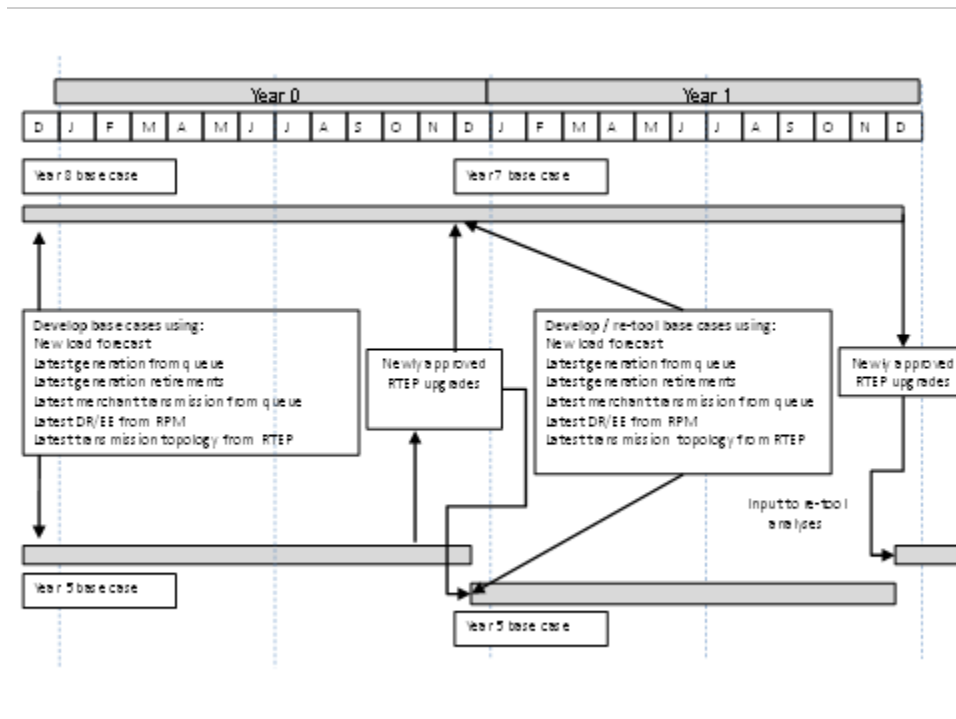 Year 0
Year 1
D J F M A M J J A S O N D J F M A M J J A S O N D
Year 8 base case
Year 7 base case
Develop base cases using:
New load forecast
Latest generation from queue
Latest generation retirements
Latest merchant transmission from queue
Latest DR/EE from RPM
Latest transmission topology from RTEP
Newly approved
RTEP upgrades
Develop / re-tool base cases using:
New load forecast
Latest generation from queue
Latest generation retirements
Latest merchant transmission from queue
Latest DR/EE from RPM
Latest transmission topology from RTEP
Newly approved
RTEP upgrades
Input to re-tool
analyses
Year 5 base case
Year 5 base case